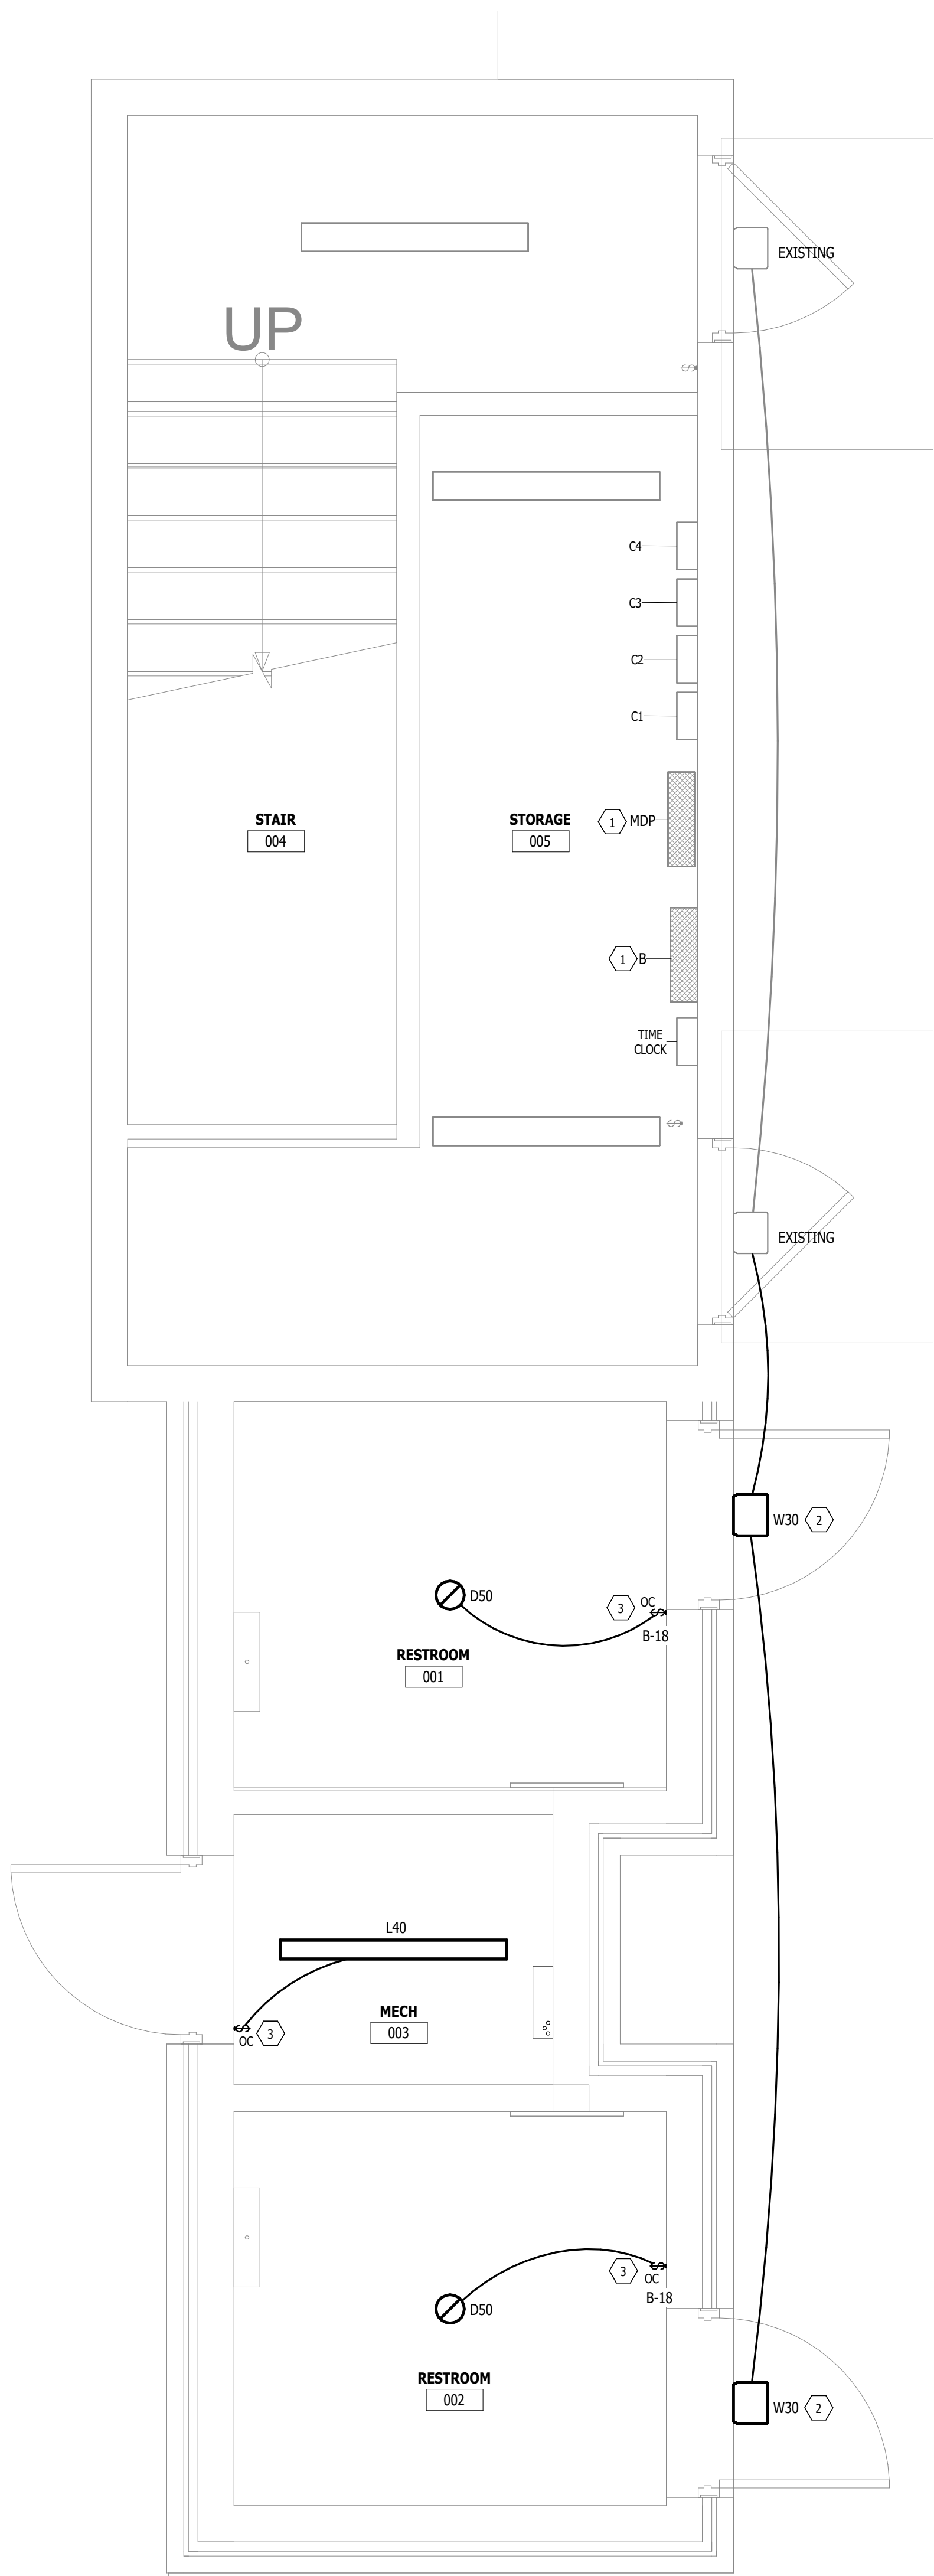 EXISTING
UP
$
C4
C3
C2
C1
STAIR
004
STORAGE
005
1 MDP
1 B
TIME
CLOCK
$
EXISTING
W30 2
D50
3 OC
$
B-18
RESTROOM
001
L40
MECH
003
$
OC 3
3 $
OC
B-18
D50
RESTROOM
002
W30 2